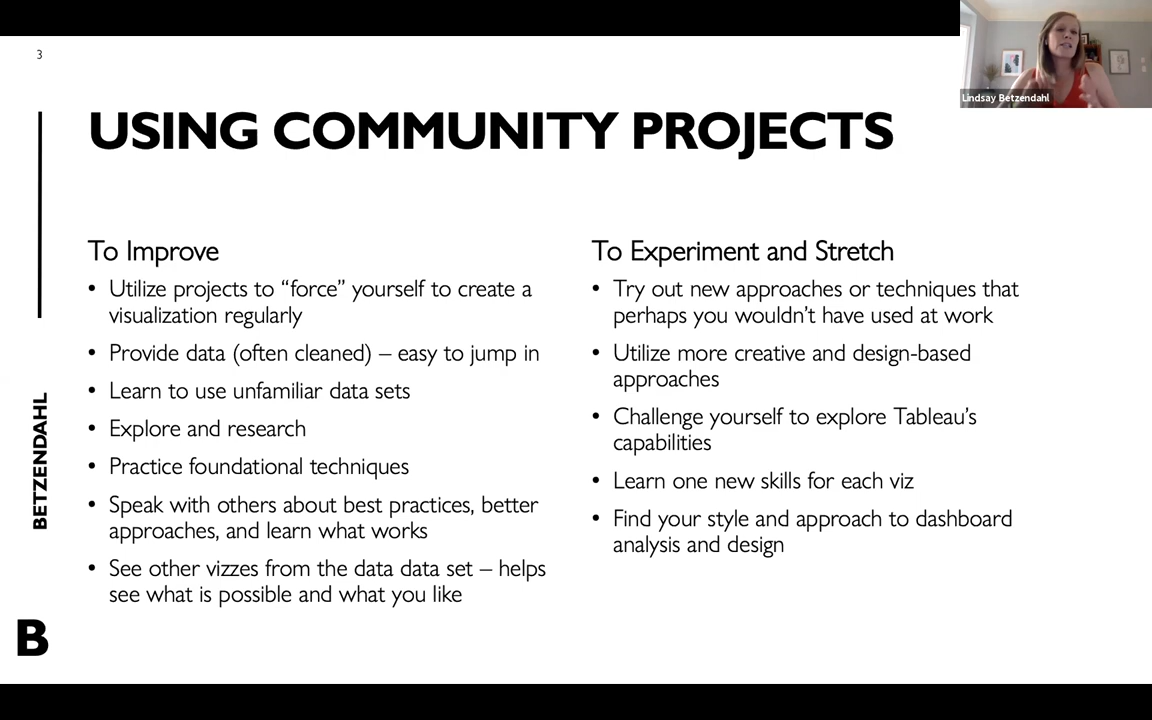 3
Lindsay Betzendahl
USING COMMUNITY PROJECTS
To Improve
• Utilize projects to “force” yourself to create a
visualization regularly
• Provide data (often cleaned) – easy to jump in
• Learn to use unfamiliar data sets
• Explore and research
• Practice foundational techniques
• Speak with others about best practices, better
approaches, and learn what works
• See other vizzes from the data data set – helps
see what is possible and what you like
To Experiment and Stretch
• Try out new approaches or techniques that
perhaps you wouldn’t have used at work
• Utilize more creative and design-based
approaches
• Challenge yourself to explore Tableau’s
capabilities
• Learn one new skills for each viz
• Find your style and approach to dashboard
analysis and design
BETZENDAHL
B